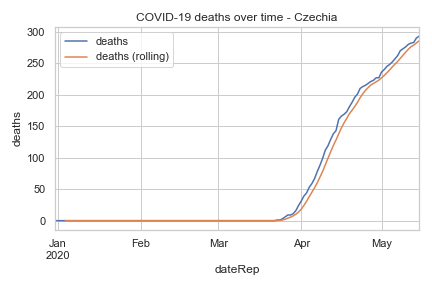 COVID-19 deaths over time - Czechia
deaths
deaths (rolling)
300
250
200
150
100
50
0
deaths
Jan Feb Mar Apr May
2020
dateRep